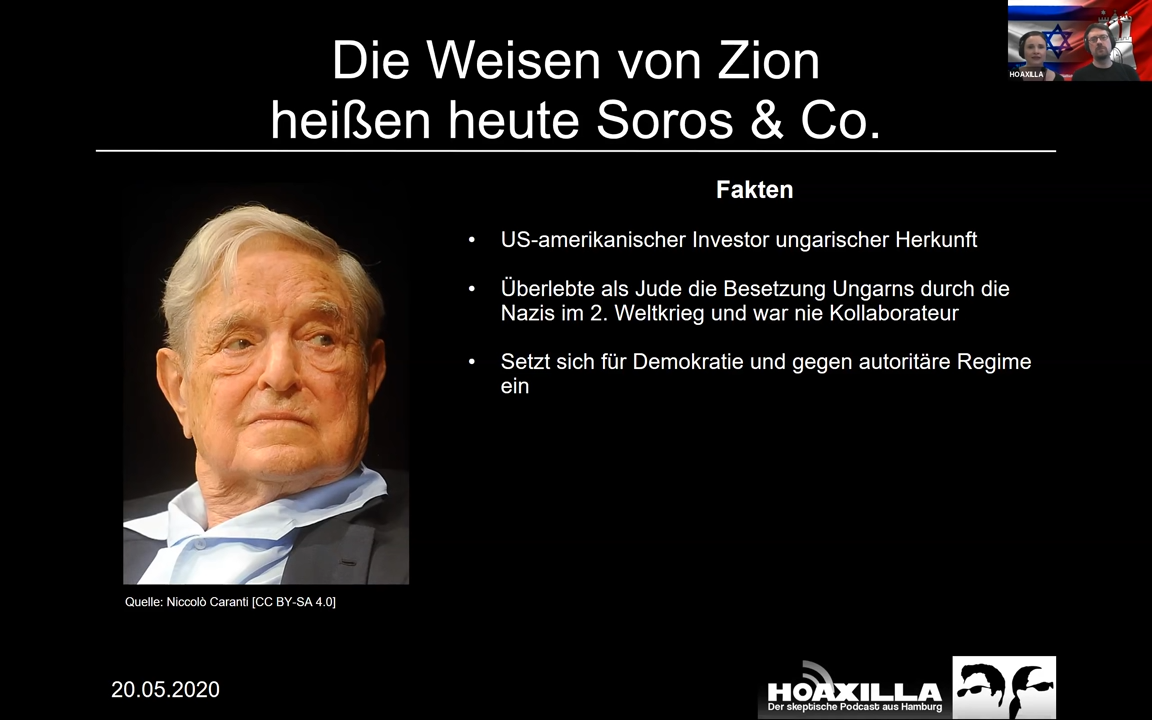 Die Weisen von Zion
heißen heute Soros & Co.
HOAXILLA
Fakten
• US-amerikanischer Investor ungarischer Herkunft
• Überlebte als Jude die Besetzung Ungarns durch die
Nazis im 2. Weltkrieg und war nie Kollaborateur
• Setzt sich für Demokratie und gegen autoritäre Regime
ein
Quelle: Niccolò Caranti [CC BY-SA 4.0]
20.05.2020
HOAXILLA
Der skeptische Podcast aus Hamburg